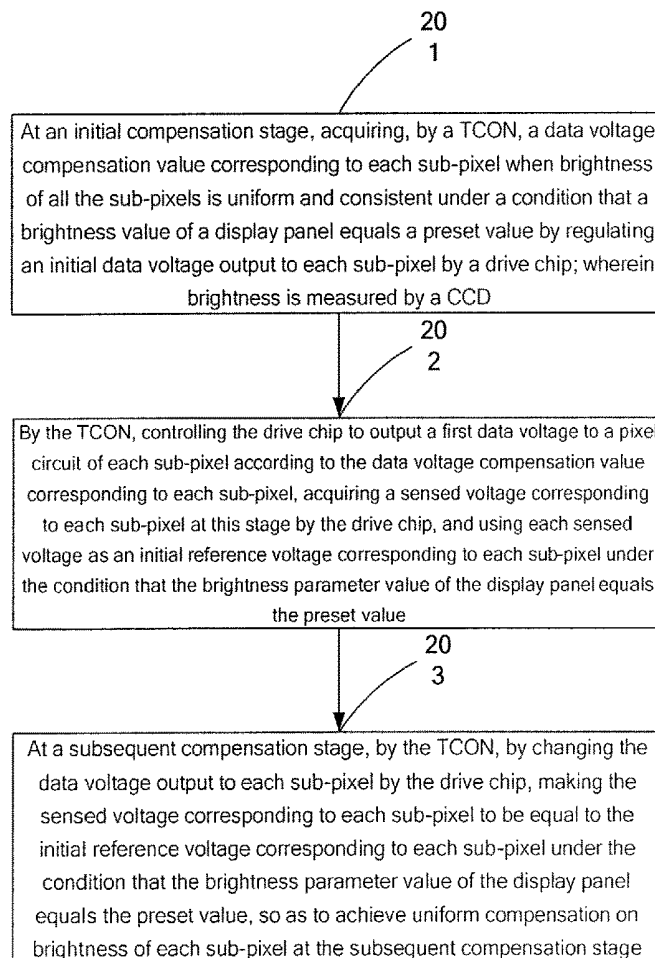 20
1
At an initial compensation stage, acquiring, by a TCON, a data voltage
compensation value corresponding to each sub-pixel when brightness
of all the sub-pixels is uniform and consistent under a condition that a
brightness value of a display panel equals a preset value by regulating
an initial data voltage output to each sub-pixel by a drive chip; wherein
brightness is measured by a CCD
20
2
By the TCON, controlling the drive chip to output a first data voltage to a pixel
circuit of each sub-pixel according to the data voltage compensation value
corresponding to each sub-pixel, acquiring a sensed voltage corresponding
to each sub-pixel at this stage by the drive chip, and using each sensed
voltage as an initial reference voltage corresponding to each sub-pixel under
the condition that the brightness parameter value of the display panel equals
the preset value
20
3
At a subsequent compensation stage, by the TCON, by changing the
data voltage output to each sub-pixel by the drive chip, making the
sensed voltage corresponding to each sub-pixel to be equal to the
initial reference voltage corresponding to each sub-pixel under the
condition that the brightness parameter value of the display panel
equals the preset value, so as to achieve uniform compensation on
brightness of each sub-pixel at the subsequent compensation stage